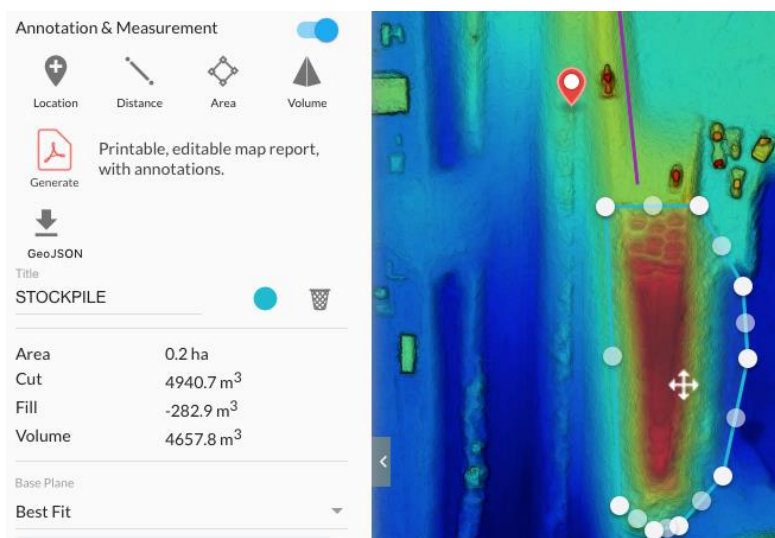 Annotation & Measurement
Location Distance Area Volume
Printable, editable map report,
with annotations.
Generate
GeoJSON
Title
STOCKPILE
Area 0.2 ha
Cut 4940.7 m³
Fill -282.9 m³
Volume 4657.8 m³
Base Plane
Best Fit